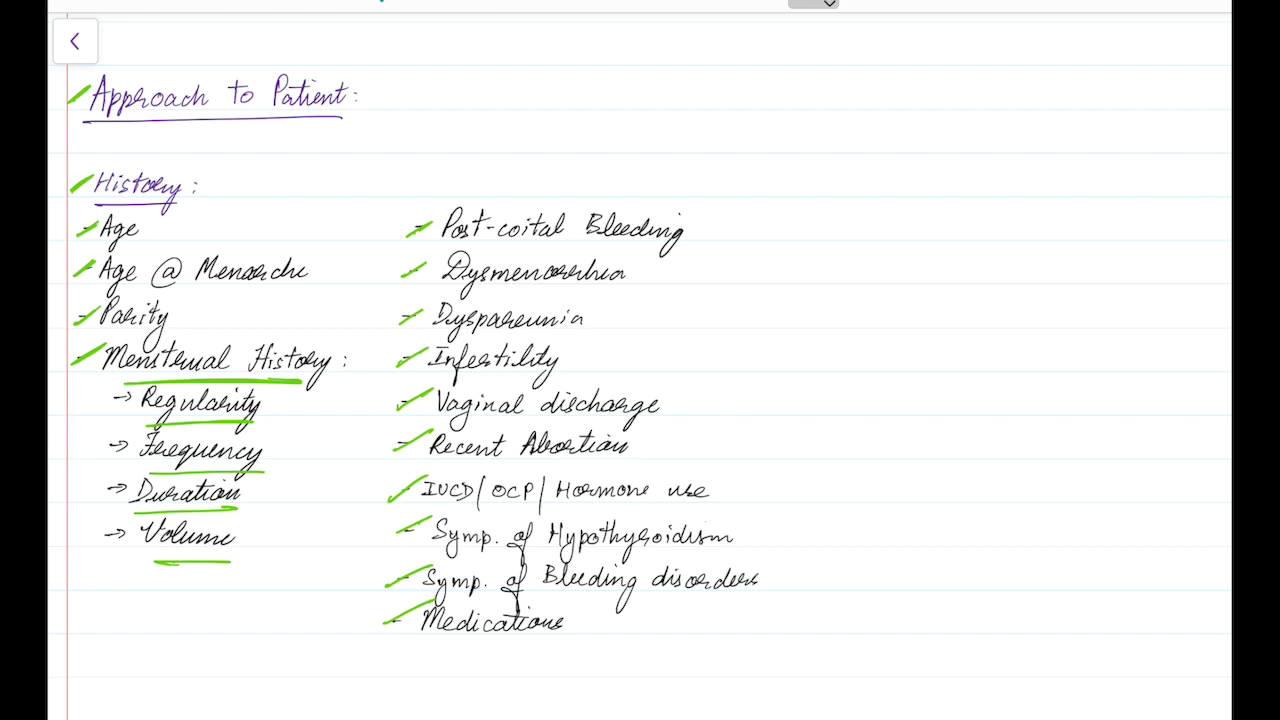 Approach to Patient:
History:
- Age
- Age @ Menarche
- Parity
- Menstrual History:
→ Regularity
→ Frequency
→ Duration
→ Volume
- Post-coital Bleeding
- Dysmenorrhea
- Dyspareunia
- Infertility
- Vaginal discharge
- Recent Abortion
- IUCD/OCP/Hormone use
- Symp. of Hypothyroidism
- Symp. of Bleeding disorders
- Medications